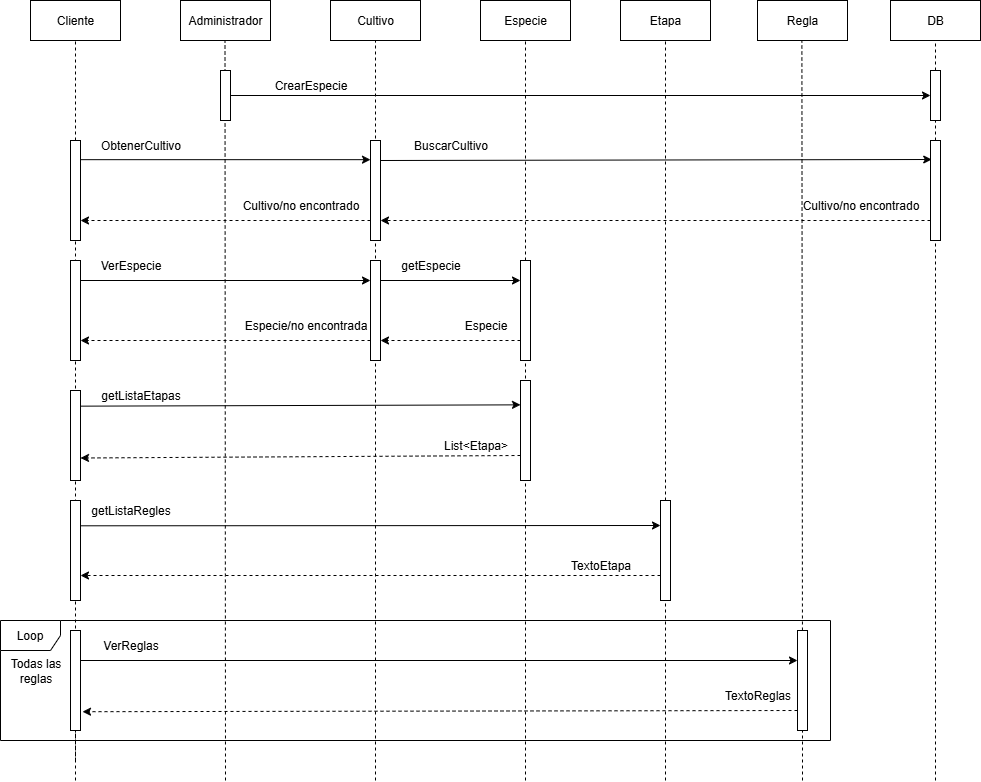 Cliente
Administrador
Cultivo
Especie
Etapa
Regla
DB
CrearEspecie
ObtenerCultivo
BuscarCultivo
Cultivo/no encontrado
Cultivo/no encontrado
VerEspecie
getEspecie
Especie/no encontrada
Especie
getListaEtapas
List<Etapa>
getListaRegles
TextoEtapa
Loop
Todas las
reglas
VerReglas
TextoReglas